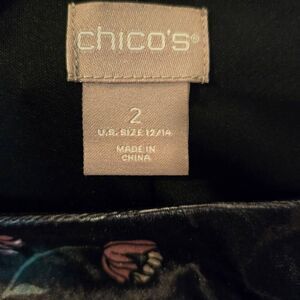 chico's®
2
U.S. SIZE 12/14
MADE IN
CHINA